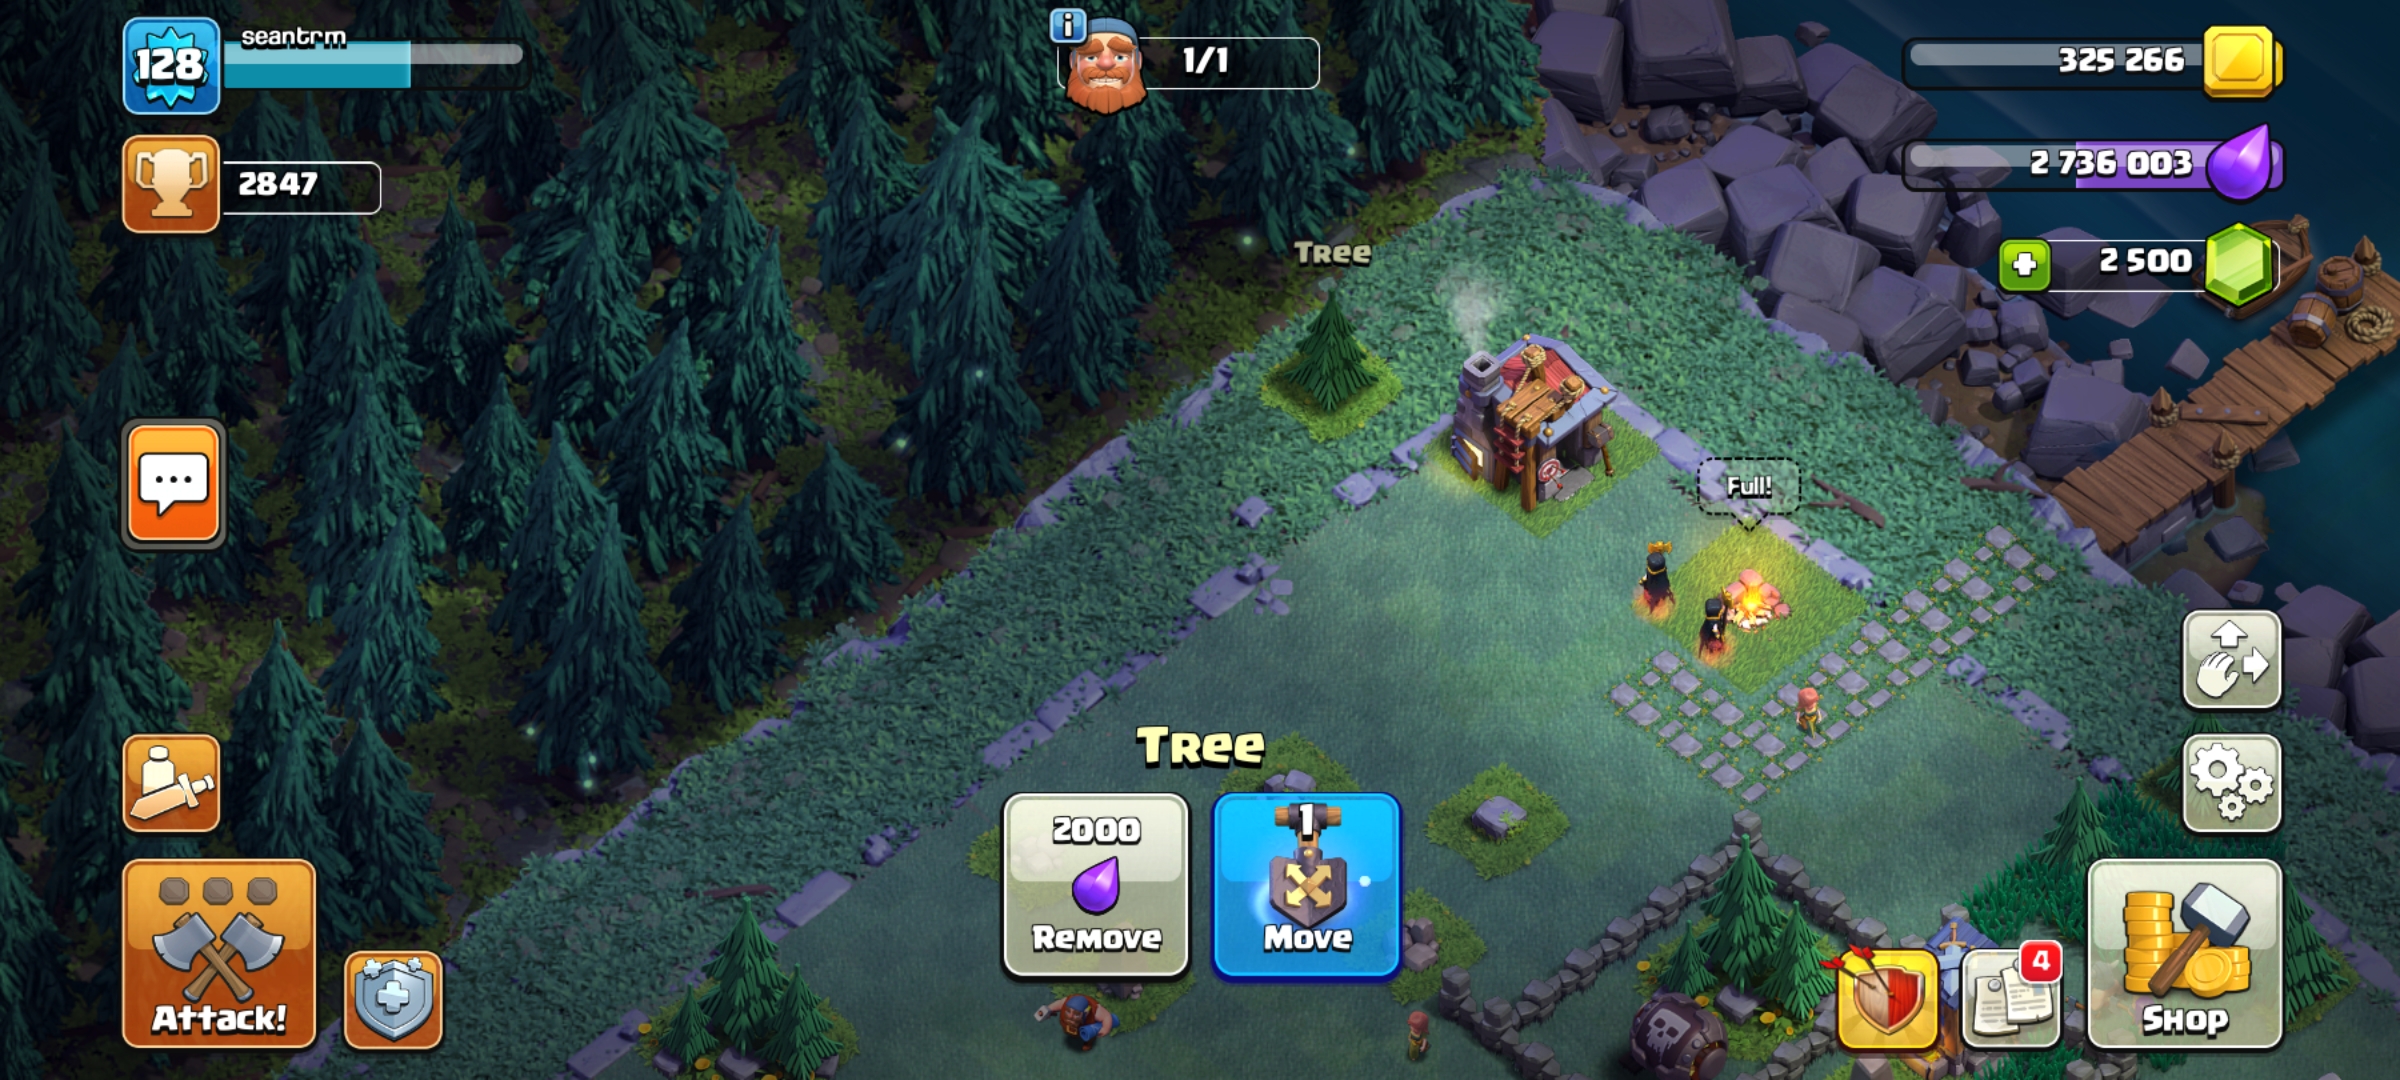 128
seantrm
i
1/1
325 266
2847
2 736 003
2 500
Tree
Full!
Tree
2000
Remove
1
Move
Attack!
4
Shop